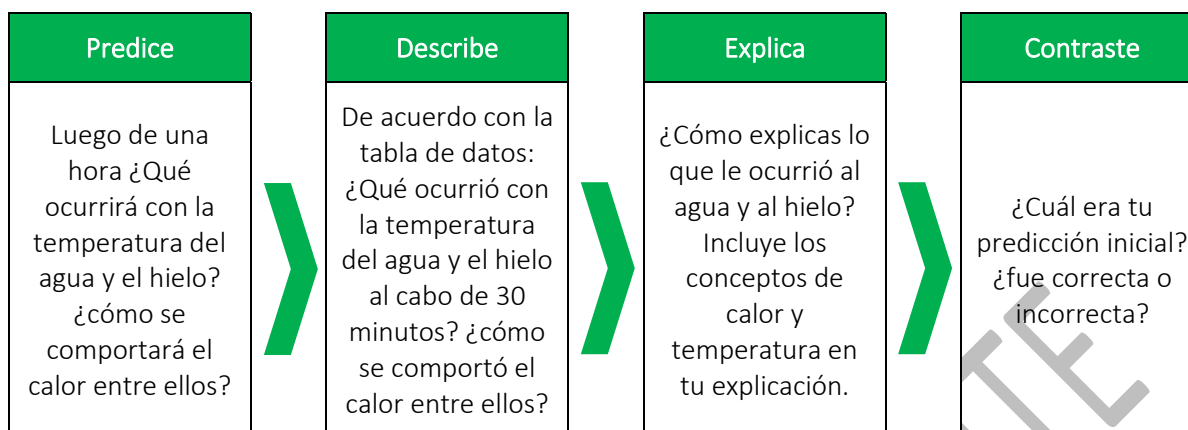 Predice
Luego de una
hora ¿Qué
ocurrirá con la
temperatura del
agua y el hielo?
¿cómo se
comportará el
calor entre ellos?
Describe
De acuerdo con la
tabla de datos:
¿Qué ocurrió con
la temperatura
del agua y el hielo
al cabo de 30
minutos? ¿cómo
se comportó el
calor entre ellos?
Explica
¿Cómo explicas lo
que le ocurrió al
agua y al hielo?
Incluye los
conceptos de
calor y
temperatura en
tu explicación.
Contraste
¿Cuál era tu
predicción inicial?
¿fue correcta o
incorrecta?
TE